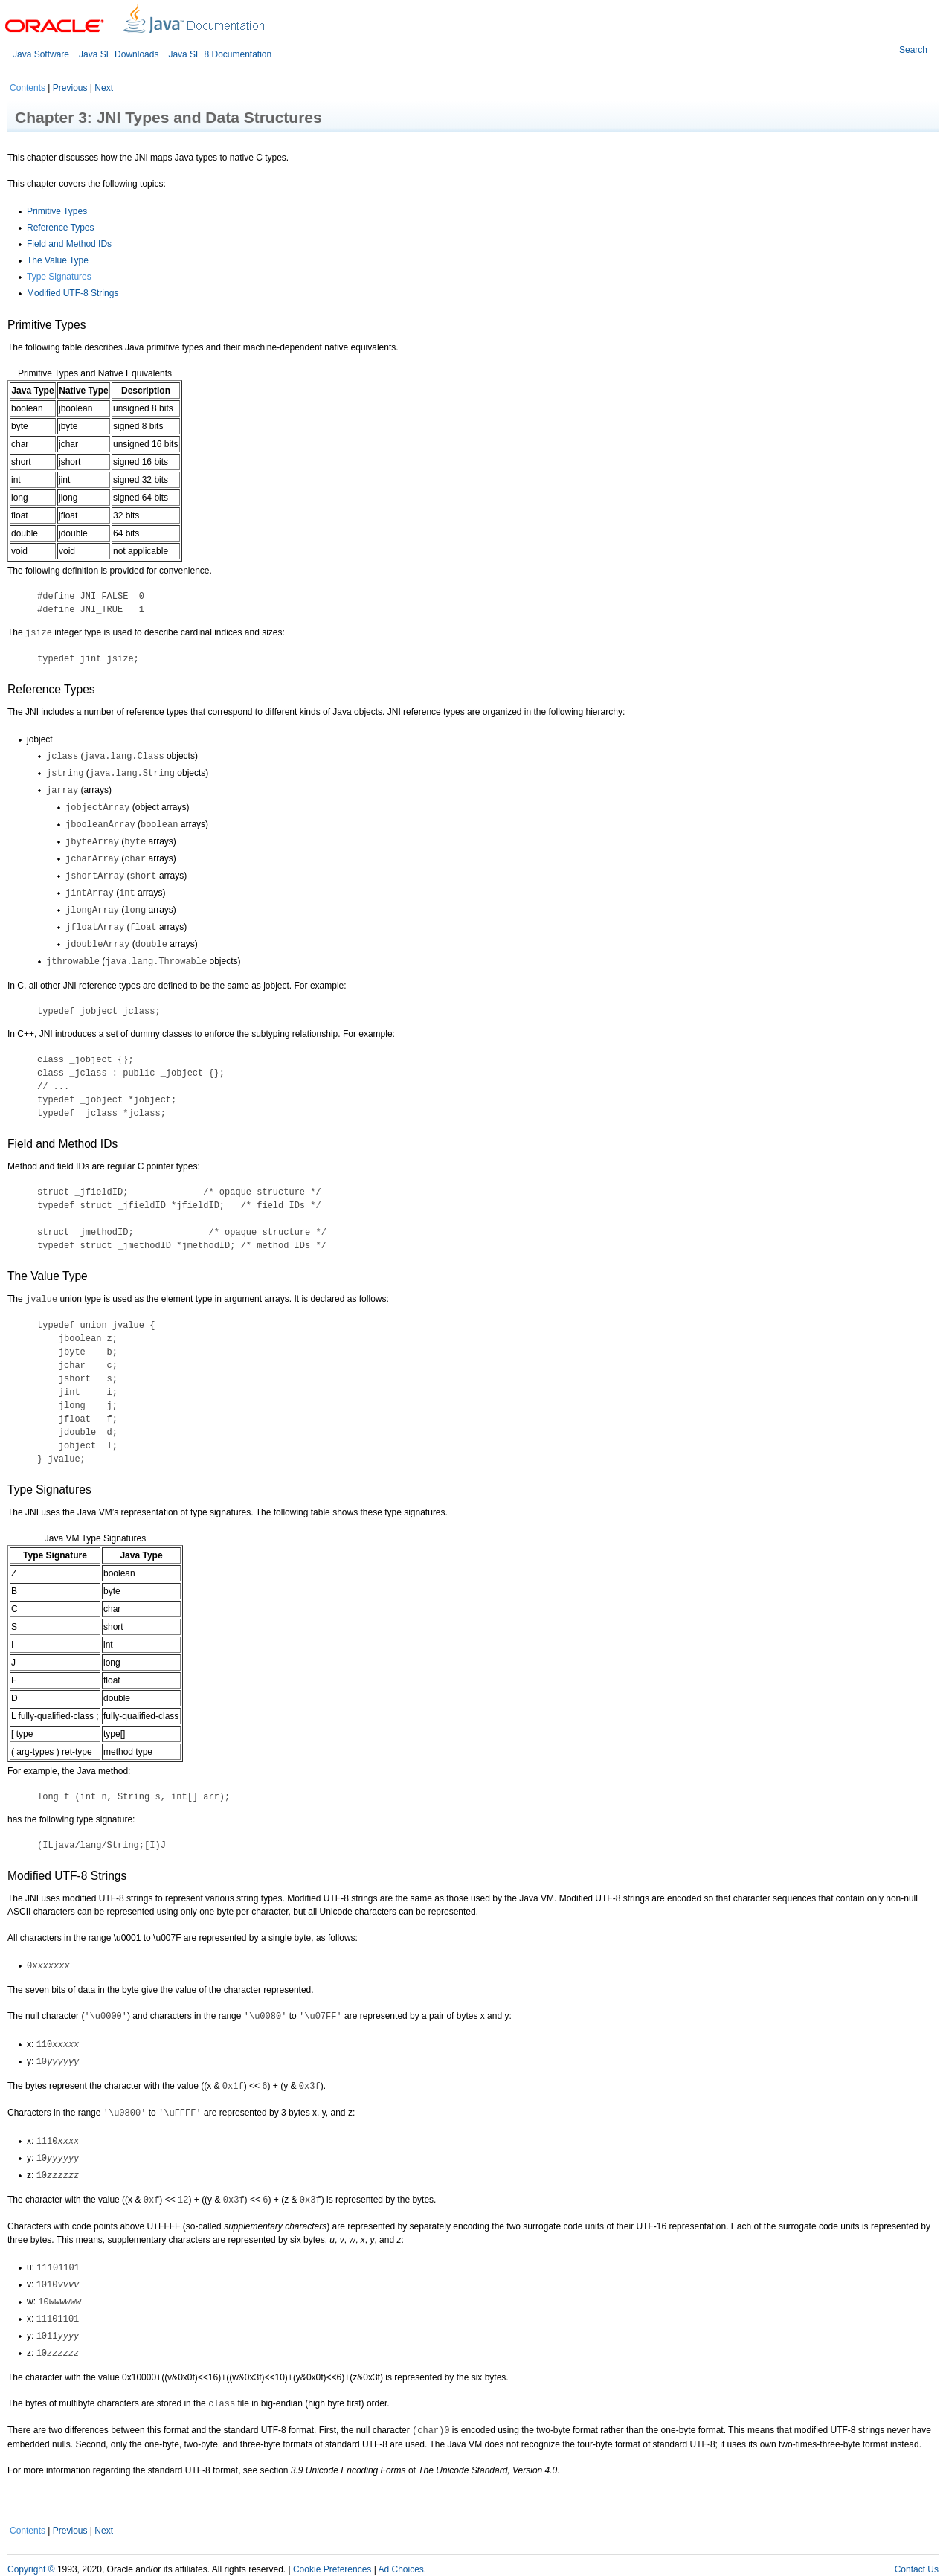 ORACLE Java Documentation
Java Software Java SE Downloads Java SE 8 Documentation Search
Contents | Previous | Next
Chapter 3: JNI Types and Data Structures
This chapter discusses how the JNI maps Java types to native C types.
This chapter covers the following topics:
Primitive Types
Reference Types
Field and Method IDs
The Value Type
Type Signatures
Modified UTF-8 Strings
Primitive Types
The following table describes Java primitive types and their machine-dependent native equivalents.
Primitive Types and Native Equivalents
Java Type Native Type Description
boolean jboolean unsigned 8 bits
byte jbyte signed 8 bits
char jchar unsigned 16 bits
short jshort signed 16 bits
int jint signed 32 bits
long jlong signed 64 bits
float jfloat 32 bits
double jdouble 64 bits
void void not applicable
The following definition is provided for convenience.
#define JNI_FALSE  0
#define JNI_TRUE   1
The jsize integer type is used to describe cardinal indices and sizes:
typedef jint jsize;
Reference Types
The JNI includes a number of reference types that correspond to different kinds of Java objects. JNI reference types are organized in the following hierarchy:
jobject
jclass (java.lang.Class objects)
jstring (java.lang.String objects)
jarray (arrays)
jobjectArray (object arrays)
jbooleanArray (boolean arrays)
jbyteArray (byte arrays)
jcharArray (char arrays)
jshortArray (short arrays)
jintArray (int arrays)
jlongArray (long arrays)
jfloatArray (float arrays)
jdoubleArray (double arrays)
jthrowable (java.lang.Throwable objects)
In C, all other JNI reference types are defined to be the same as jobject. For example:
typedef jobject jclass;
In C++, JNI introduces a set of dummy classes to enforce the subtyping relationship. For example:
class _jobject {};
class _jclass : public _jobject {};
// ...
typedef _jobject *jobject;
typedef _jclass *jclass;
Field and Method IDs
Method and field IDs are regular C pointer types:
struct _jfieldID;              /* opaque structure */
typedef struct _jfieldID *jfieldID;   /* field IDs */
struct _jmethodID;              /* opaque structure */
typedef struct _jmethodID *jmethodID; /* method IDs */
The Value Type
The jvalue union type is used as the element type in argument arrays. It is declared as follows:
typedef union jvalue {
jboolean z;
jbyte    b;
jchar    c;
jshort   s;
jint     i;
jlong    j;
jfloat   f;
jdouble  d;
jobject  l;
} jvalue;
Type Signatures
The JNI uses the Java VM's representation of type signatures. The following table shows these type signatures.
Java VM Type Signatures
Type Signature Java Type
Z boolean
B byte
C char
S short
I int
J long
F float
D double
L fully-qualified-class ; fully-qualified-class
[ type type[]
( arg-types ) ret-type method type
For example, the Java method:
long f (int n, String s, int[] arr);
has the following type signature:
(ILjava/lang/String;[I)J
Modified UTF-8 Strings
The JNI uses modified UTF-8 strings to represent various string types. Modified UTF-8 strings are the same as those used by the Java VM. Modified UTF-8 strings are encoded so that character sequences that contain only non-null
ASCII characters can be represented using only one byte per character, but all Unicode characters can be represented.
All characters in the range \u0001 to \u007F are represented by a single byte, as follows:
0xxxxxxx
The seven bits of data in the byte give the value of the character represented.
The null character ('\u0000') and characters in the range '\u0080' to '\u07FF' are represented by a pair of bytes x and y:
x: 110xxxxx
y: 10yyyyyy
The bytes represent the character with the value ((x & 0x1f) << 6) + (y & 0x3f).
Characters in the range '\u0800' to '\uFFFF' are represented by 3 bytes x, y, and z:
x: 1110xxxx
y: 10yyyyyy
z: 10zzzzzz
The character with the value ((x & 0xf) << 12) + ((y & 0x3f) << 6) + (z & 0x3f) is represented by the bytes.
Characters with code points above U+FFFF (so-called supplementary characters) are represented by separately encoding the two surrogate code units of their UTF-16 representation. Each of the surrogate code units is represented by
three bytes. This means, supplementary characters are represented by six bytes, u, v, w, x, y, and z:
u: 11101101
v: 1010vvvv
w: 10wwwwww
x: 11101101
y: 1011yyyy
z: 10zzzzzz
The character with the value 0x10000+((v&0x0f)<<16)+((w&0x3f)<<10)+(y&0x0f)<<6)+(z&0x3f) is represented by the six bytes.
The bytes of multibyte characters are stored in the class file in big-endian (high byte first) order.
There are two differences between this format and the standard UTF-8 format. First, the null character (char)0 is encoded using the two-byte format rather than the one-byte format. This means that modified UTF-8 strings never have
embedded nulls. Second, only the one-byte, two-byte, and three-byte formats of standard UTF-8 are used. The Java VM does not recognize the four-byte format of standard UTF-8; it uses its own two-times-three-byte format instead.
For more information regarding the standard UTF-8 format, see section 3.9 Unicode Encoding Forms of The Unicode Standard, Version 4.0.
Contents | Previous | Next
Copyright © 1993, 2020, Oracle and/or its affiliates. All rights reserved. | Cookie Preferences | Ad Choices. Contact Us